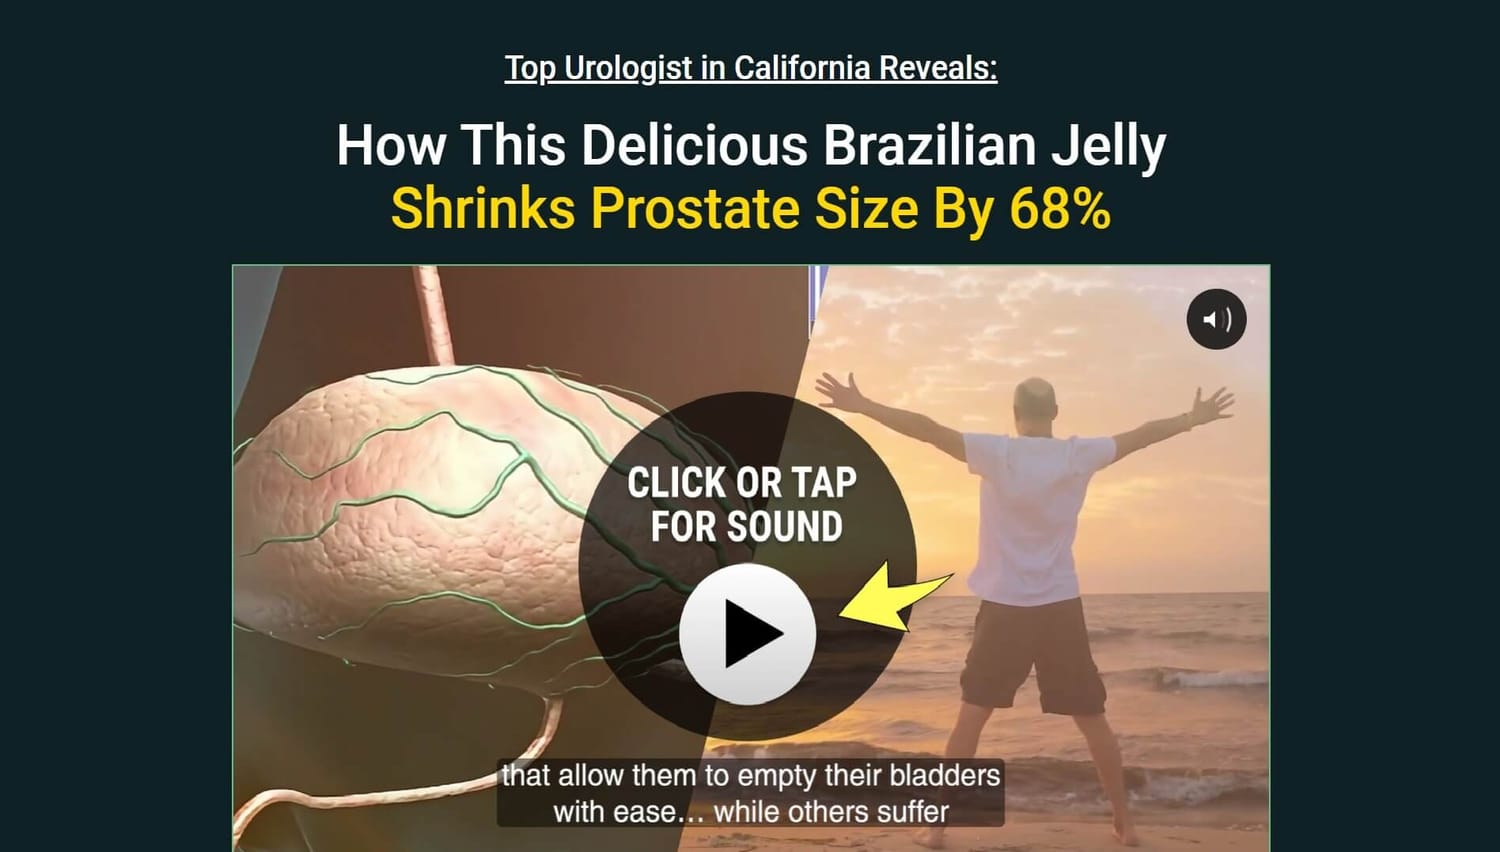 Top Urologist in California Reveals:
How This Delicious Brazilian Jelly
Shrinks Prostate Size By 68%
CLICK OR TAP
FOR SOUND
that allow them to empty their bladders
with ease... while others suffer